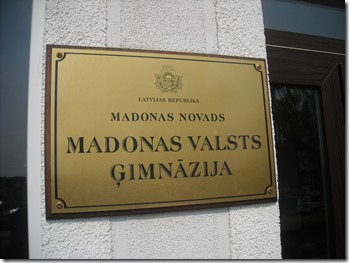 LATVIJAS REPUBLIKA
MADONAS NOVADS
MADONAS VALSTS
ĢIMNĀZIJA